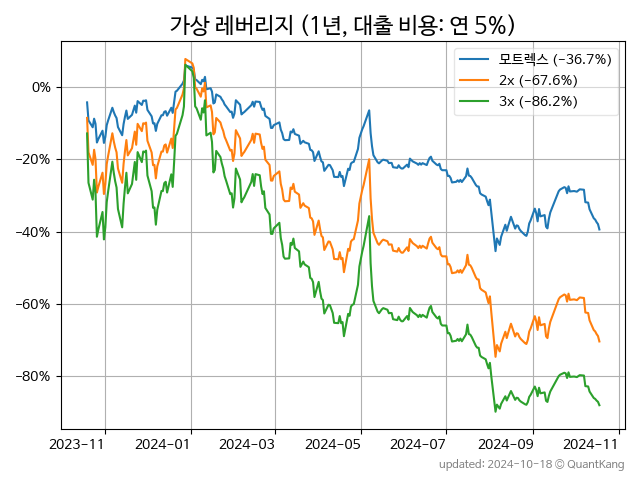 가상 레버리지 (1년, 대출 비용: 연 5%)
모트렉스 (−36.7%)
2x (−67.6%)
3x (−86.2%)
0%
−20%
−40%
−60%
−80%
2023-11 2024-01 2024-03 2024-05 2024-07 2024-09 2024-11
updated: 2024-10-18 © QuantKang